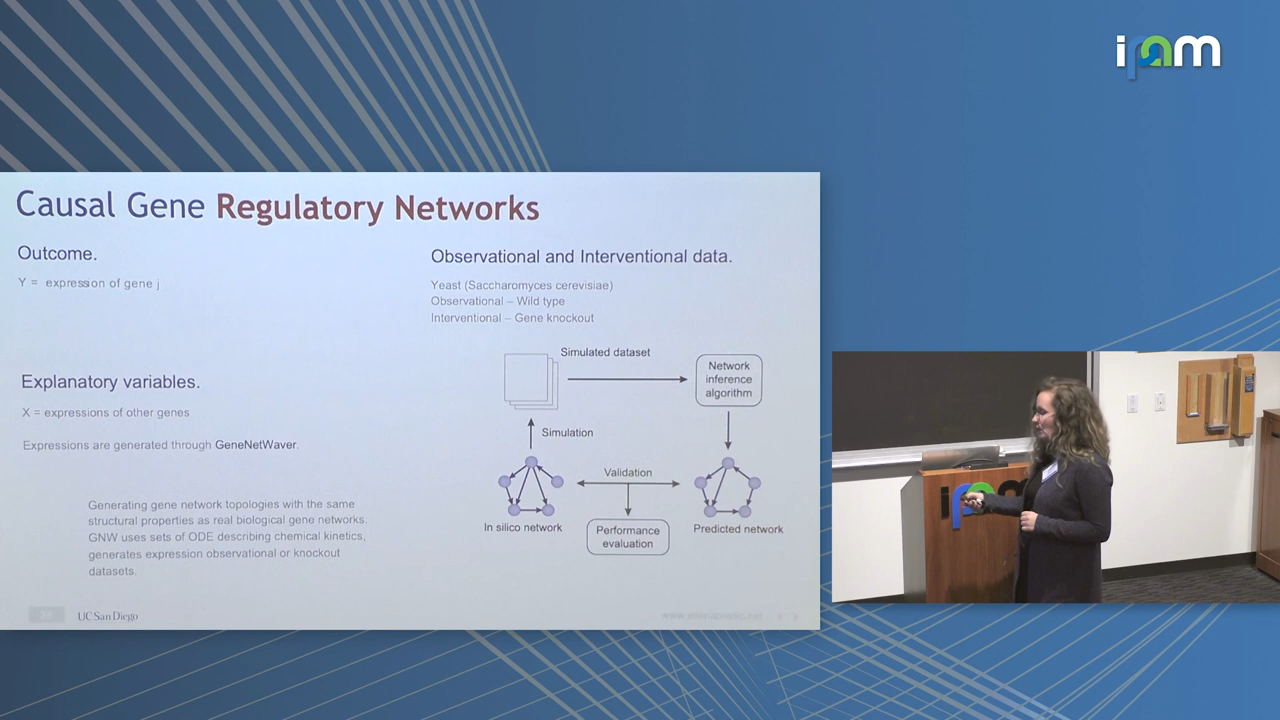 ipam
Causal Gene Regulatory Networks
Outcome.
Y = expression of gene j
Explanatory variables.
X = expressions of other genes
Expressions are generated through GeneNetWaver.
Generating gene network topologies with the same
structural properties as real biological gene networks.
GNW uses sets of ODE describing chemical kinetics,
generates expression observational or knockout
datasets.
Observational and Interventional data.
Yeast (Saccharomyces cerevisiae)
Observational – Wild type
Interventional – Gene knockout
Simulated dataset
Network
inference
algorithm
Simulation
Validation
In silico network
Performance
evaluation
Predicted network
UC San Diego
ipam